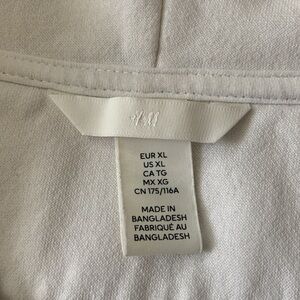 EUR XL
US XL
CA TG
MX XG
CN 175/116A
MADE IN
BANGLADESH
FABRIQUÉ AU
BANGLADESH